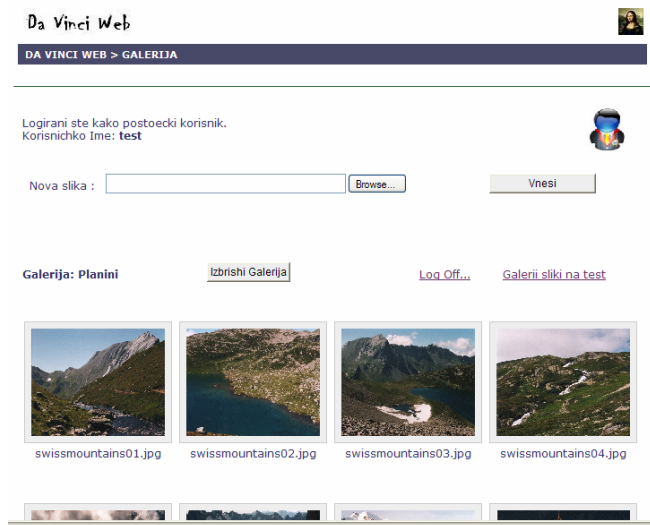 Da Vinci Web
DA VINCI WEB > GALERIJA
Logirani ste kako postoecki korisnik.
Korisnichko Ime: test
Nova slika :
Browse...
Vnesi
Galerija: Planini
Izbrishi Galerija
Log Off...
Galerii sliki na test
swissmountains01.jpg
swissmountains02.jpg
swissmountains03.jpg
swissmountains04.jpg